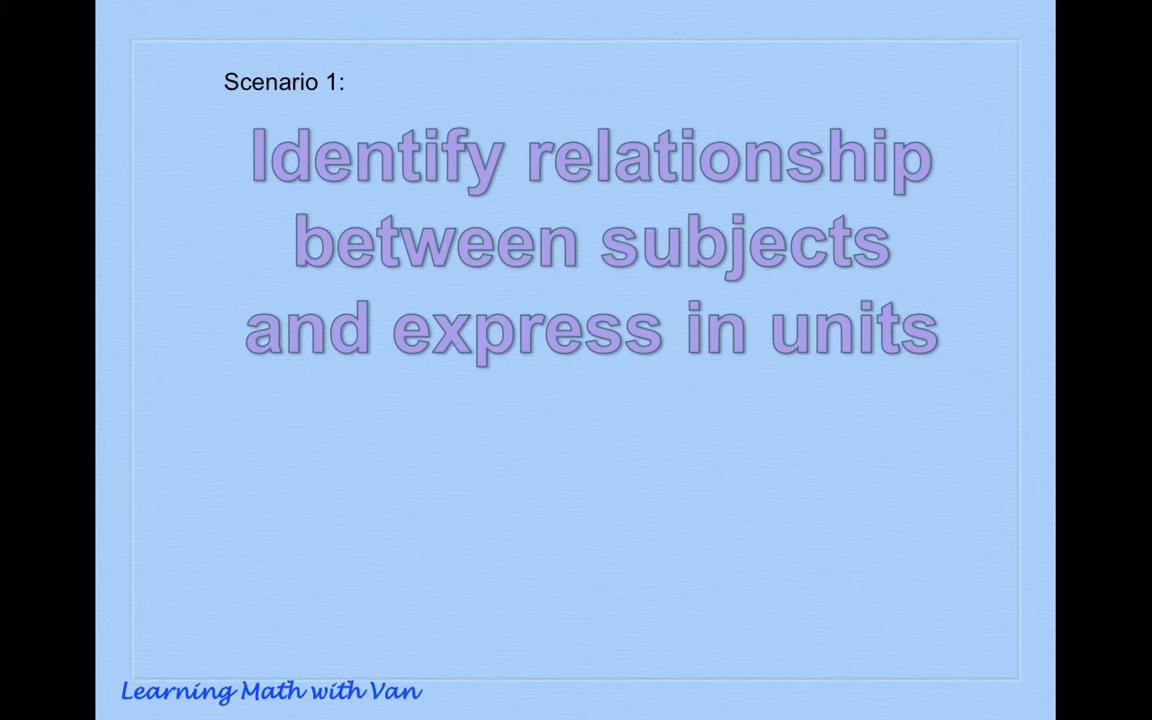 Scenario 1:
Identify relationship
between subjects
and express in units
Learning Math with Van